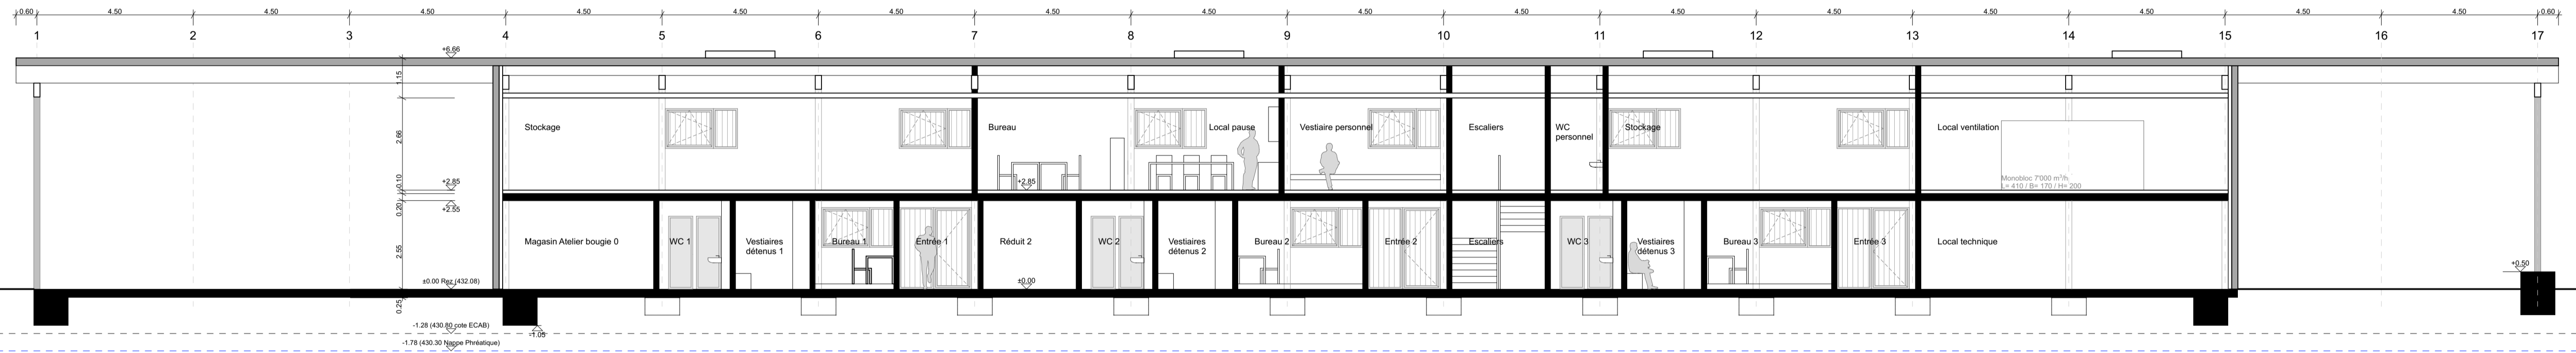 0.60 4.50 4.50 4.50 4.50 4.50 4.50 4.50 4.50 4.50 4.50 4.50 4.50 4.50 4.50 4.50 4.50 0.60
1 2 3 4 5 6 7 8 9 10 11 12 13 14 15 16 17
+6.66
1.15
2.66
0.10
0.20
2.55
0.25
Stockage
Bureau
Local pause
Vestiaire personnel
Escaliers
WC
personnel
Stockage
Local ventilation
Monobloc 7'000 m³/h
L= 410 / B= 170 / H= 200
+2.85
+2.85
+2.55
Magasin Atelier bougie 0
WC 1
Vestiaires
détenus 1
Bureau 1
Entrée 1
Réduit 2
WC 2
Vestiaires
détenus 2
Bureau 2
Entrée 2
Escaliers
WC 3
Vestiaires
détenus 3
Bureau 3
Entrée 3
Local technique
+0.50
±0.00 Rez (432.08)
±0.00
-1.28 (430.80 cote ECAB)
-1.05
-1.78 (430.30 Nappe Phréatique)